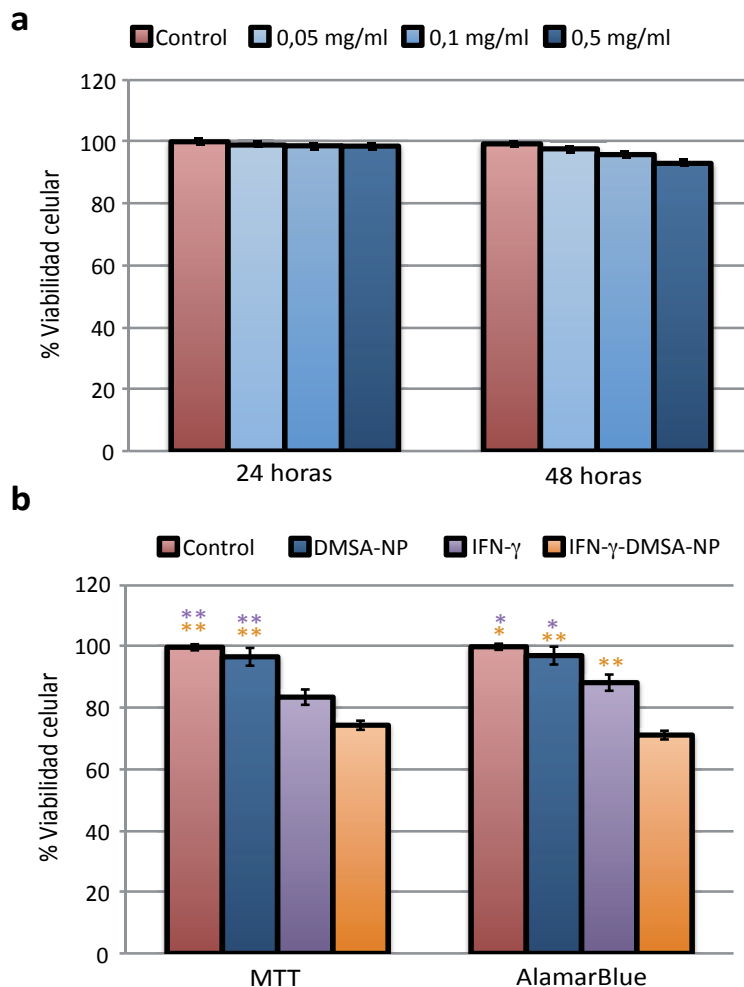 a
Control 0,05 mg/ml 0,1 mg/ml 0,5 mg/ml
120
100
80
60
40
20
0
% Viabilidad celular
24 horas 48 horas
b
Control DMSA-NP IFN-γ IFN-γ-DMSA-NP
120
100
80
60
40
20
0
% Viabilidad celular
** ** * *
** ** * ** **
MTT AlamarBlue